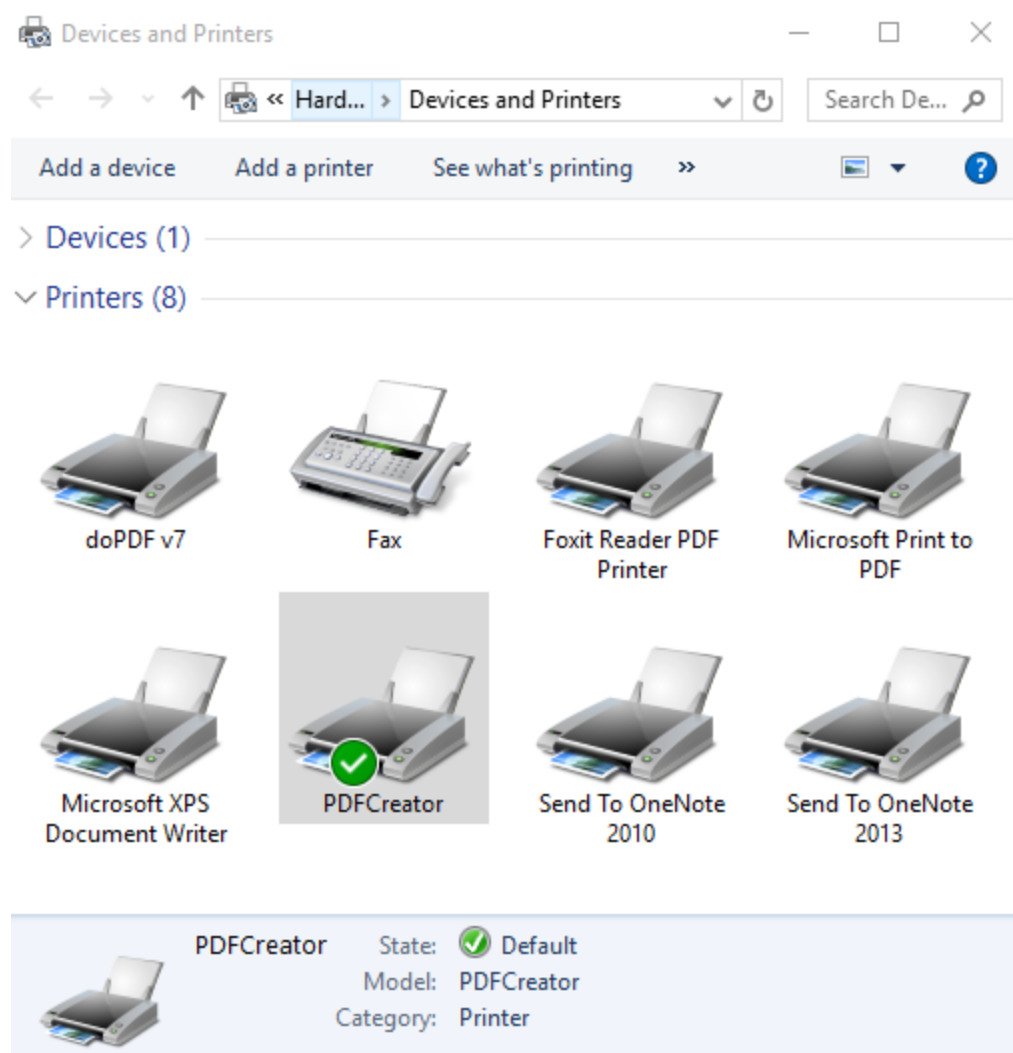 Devices and Printers
« Hard... > Devices and Printers
Search De...
Add a device Add a printer See what's printing »
?
Devices (1)
Printers (8)
doPDF v7
Fax
Foxit Reader PDF
Printer
Microsoft Print to
PDF
Microsoft XPS
Document Writer
PDFCreator
Send To OneNote
2010
Send To OneNote
2013
PDFCreator State: Default
Model: PDFCreator
Category: Printer